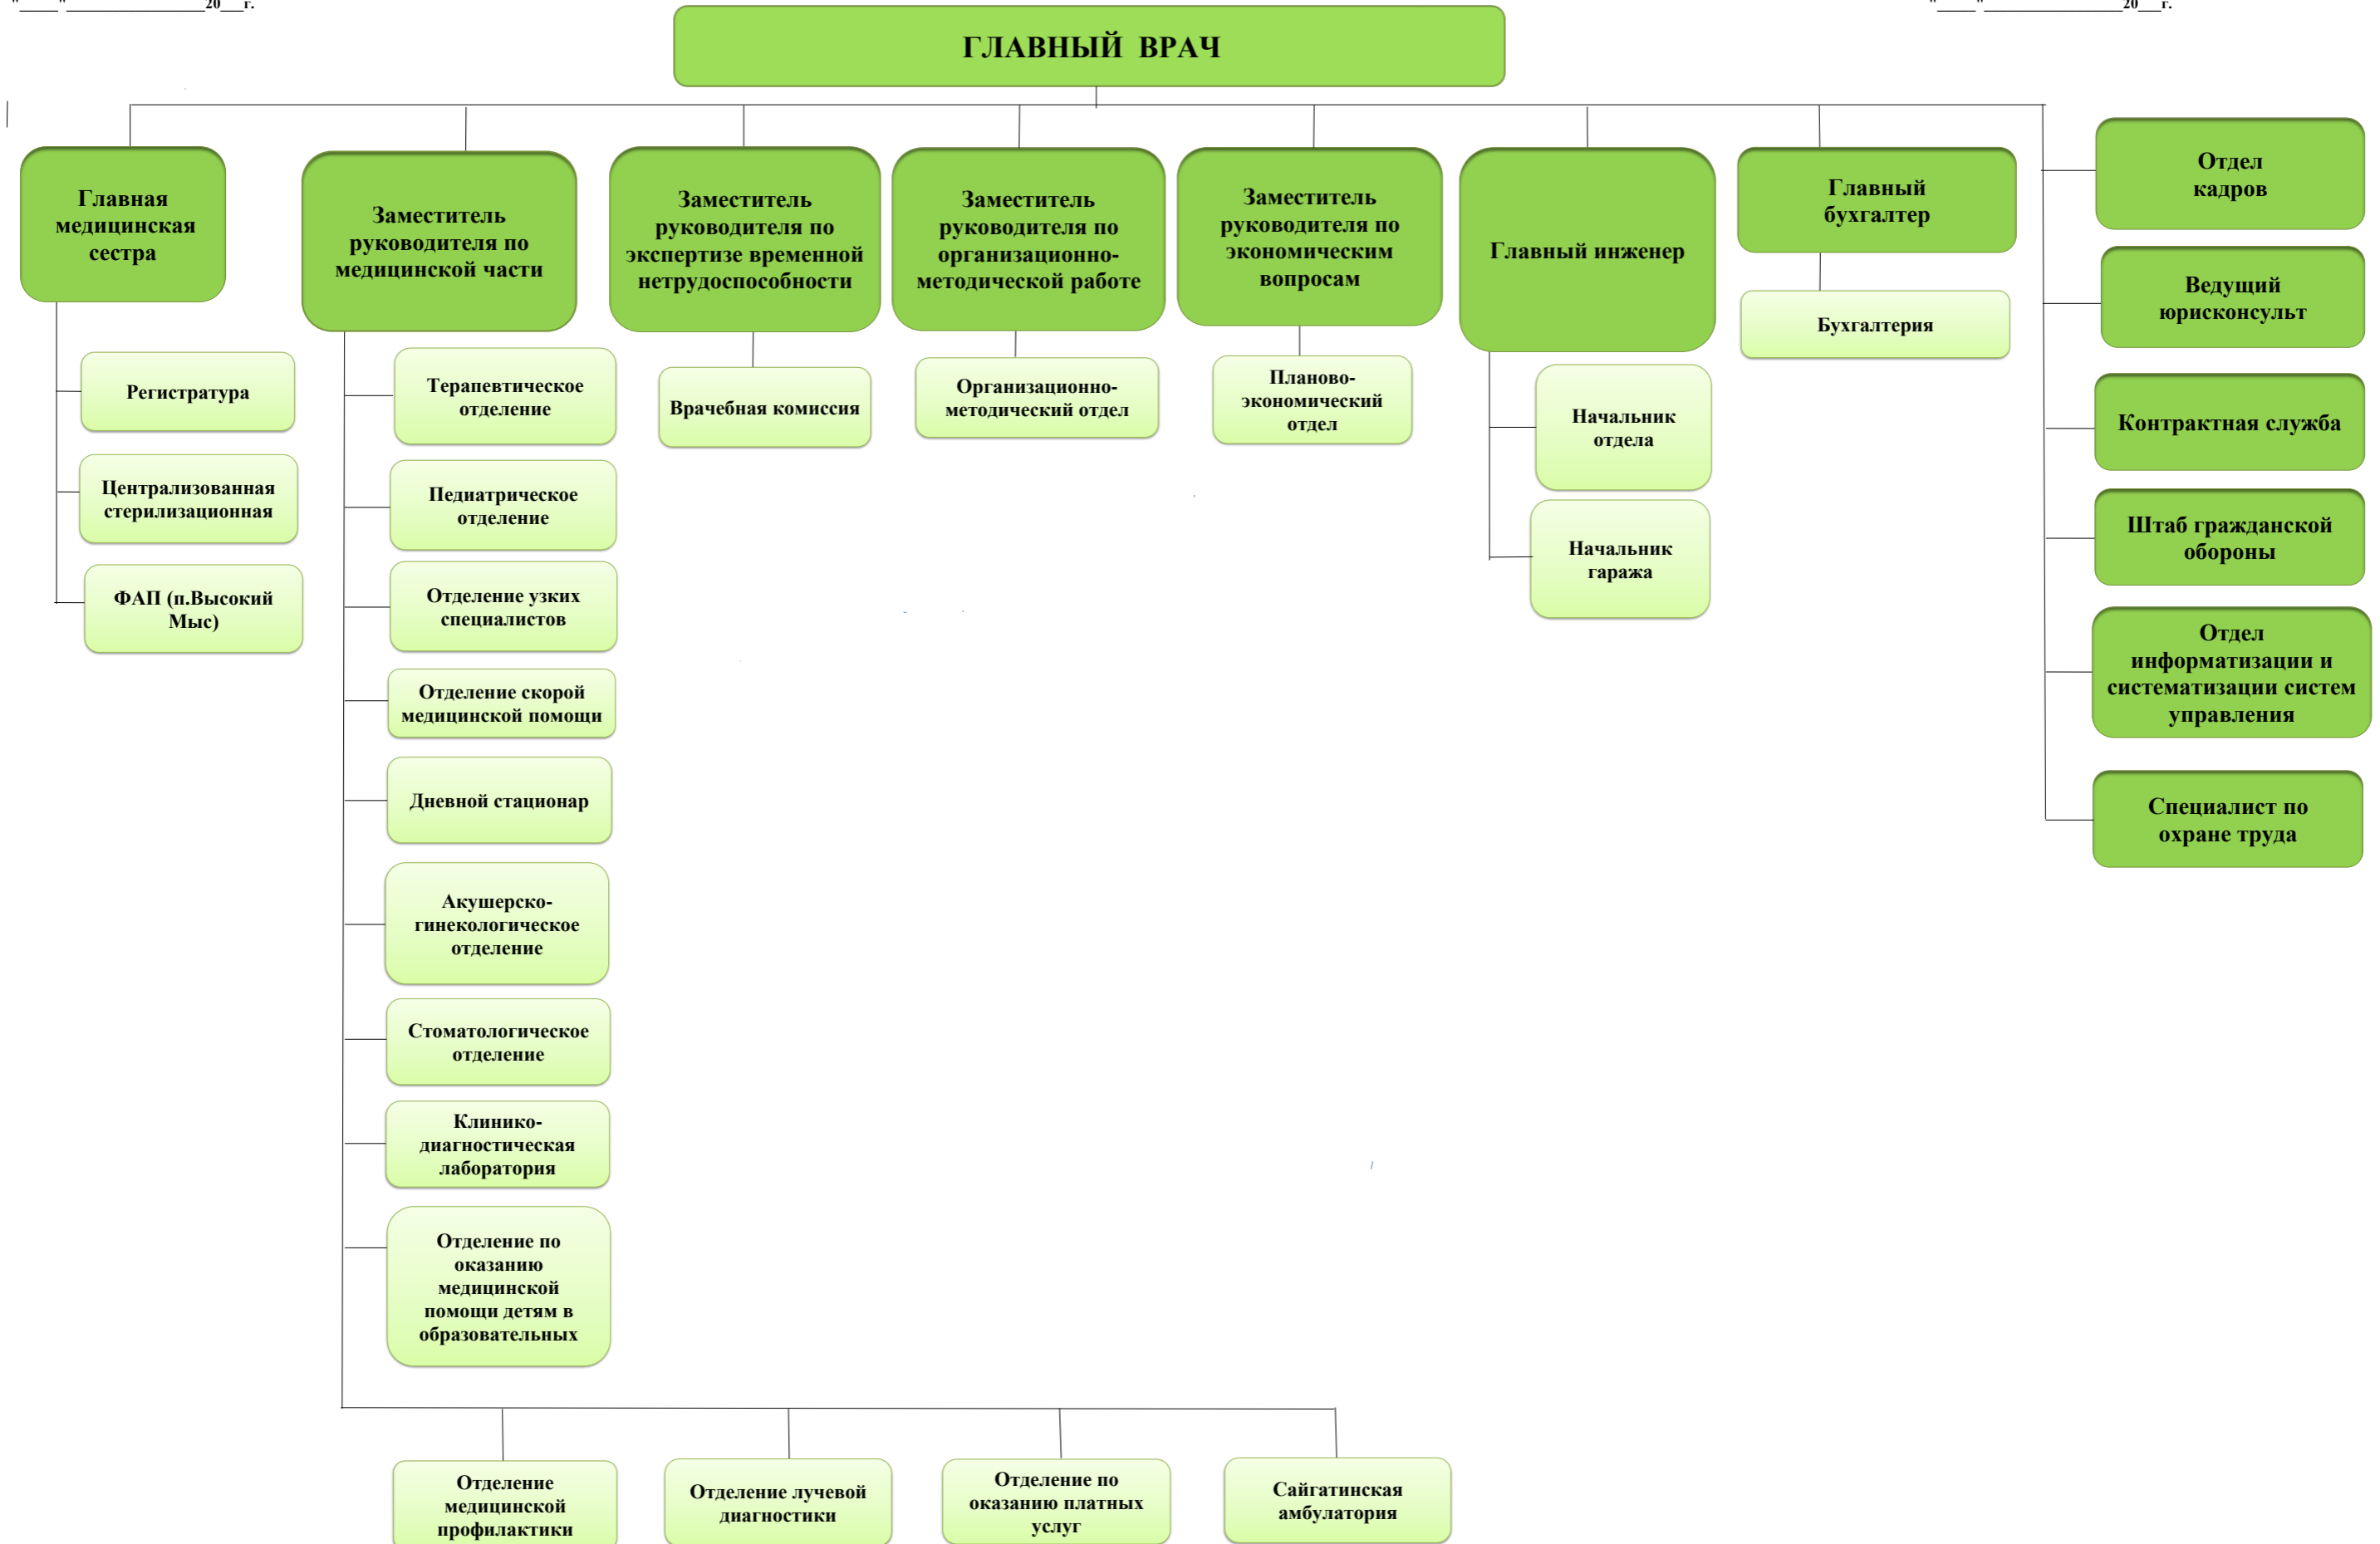 "_____"__________________20___г.
"_____"__________________20___г.
ГЛАВНЫЙ ВРАЧ
Главная
медицинская
сестра
Заместитель
руководителя по
медицинской части
Заместитель
руководителя по
экспертизе временной
нетрудоспособности
Заместитель
руководителя по
организационно-
методической работе
Заместитель
руководителя по
экономическим
вопросам
Главный инженер
Главный
бухгалтер
Отдел
кадров
Ведущий
юрисконсульт
Контрактная служба
Штаб гражданской
обороны
Отдел
информатизации и
систематизации систем
управления
Специалист по
охране труда
Регистратура
Централизованная
стерилизационная
ФАП (п.Высокий
Мыс)
Терапевтическое
отделение
Педиатрическое
отделение
Отделение узких
специалистов
Отделение скорой
медицинской помощи
Дневной стационар
Акушерско-
гинекологическое
отделение
Стоматологическое
отделение
Клинико-
диагностическая
лаборатория
Отделение по
оказанию
медицинской
помощи детям в
образовательных
Врачебная комиссия
Организационно-
методический отдел
Планово-
экономический
отдел
Начальник
отдела
Начальник
гаража
Бухгалтерия
Отделение
медицинской
профилактики
Отделение лучевой
диагностики
Отделение по
оказанию платных
услуг
Сайгатинская
амбулатория